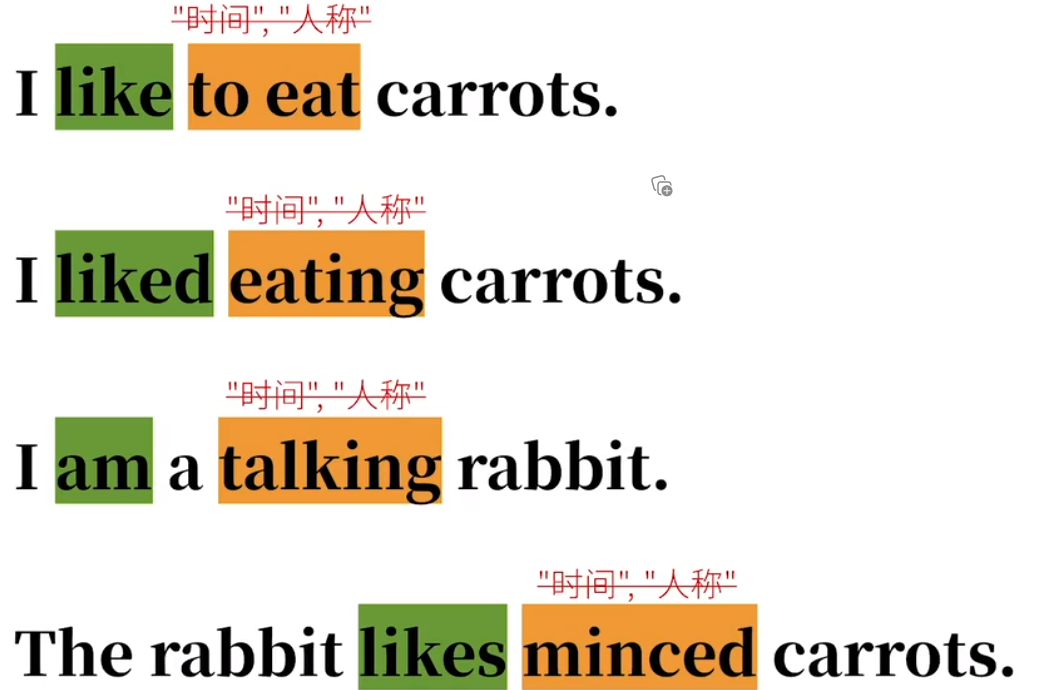 "时间", "人称"
I like to eat carrots.
"时间", "人称"
I liked eating carrots.
"时间", "人称"
I am a talking rabbit.
"时间", "人称"
The rabbit likes minced carrots.